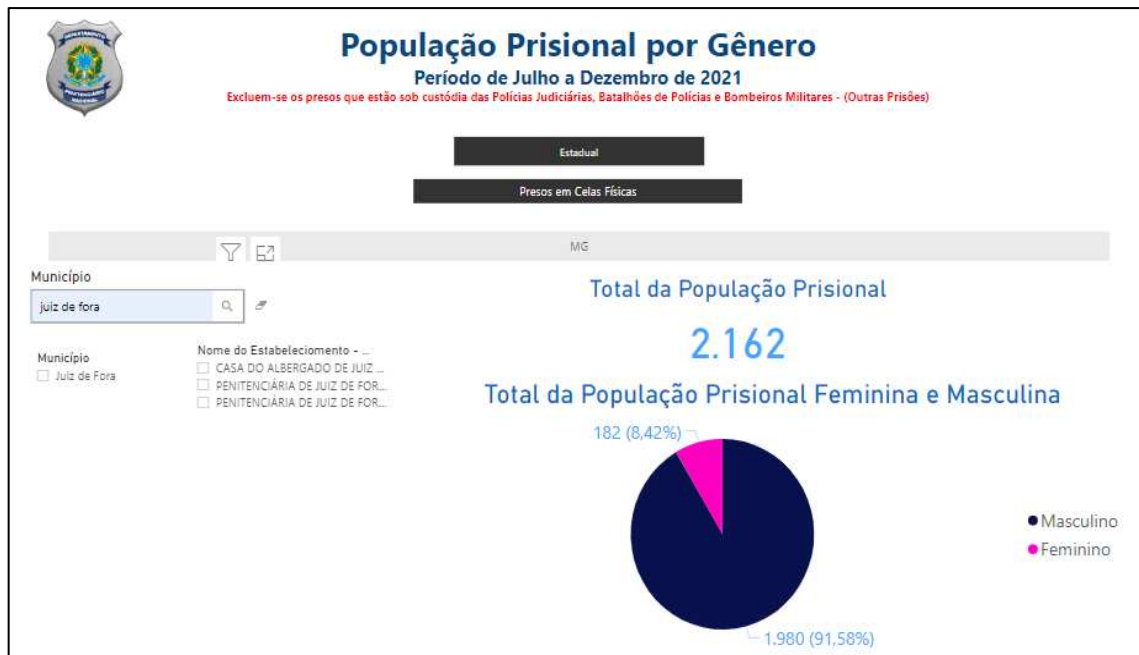 DEPARTAMENTO
PENITENCIÁRIO
NACIONAL
População Prisional por Gênero
Período de Julho a Dezembro de 2021
Excluem-se os presos que estão sob custódia das Polícias Judiciárias, Batalhões de Polícias e Bombeiros Militares - (Outras Prisões)
Estadual
Presos em Celas Físicas
MG
Município
juiz de fora
Município
Juiz de Fora
Nome do Estabeleciomento - ...
CASA DO ALBERGADO DE JUIZ ...
PENITENCIÁRIA DE JUIZ DE FOR...
PENITENCIÁRIA DE JUIZ DE FOR...
Total da População Prisional
2.162
Total da População Prisional Feminina e Masculina
182 (8,42%)
Masculino
Feminino
1.980 (91,58%)